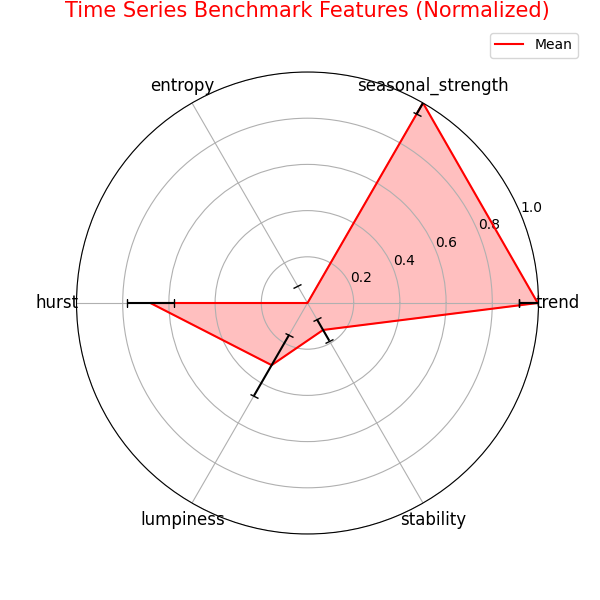 Time Series Benchmark Features (Normalized)
Mean
entropy
seasonal_strength
1.0
0.8
0.6
0.4
0.2
hurst
trend
lumpiness
stability